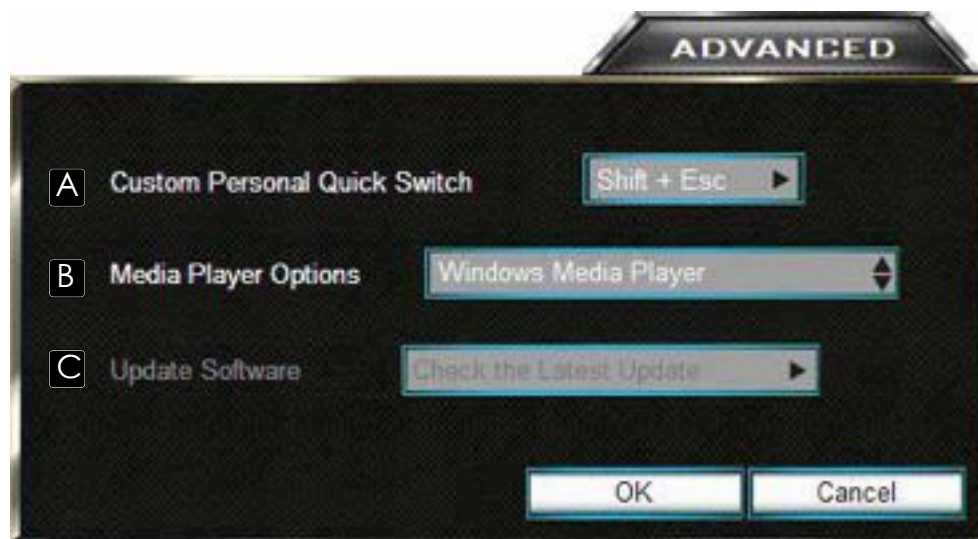 ADVANCED
A Custom Personal Quick Switch Shift + Esc
B Media Player Options Windows Media Player
C Update Software Check the Latest Update
OK Cancel